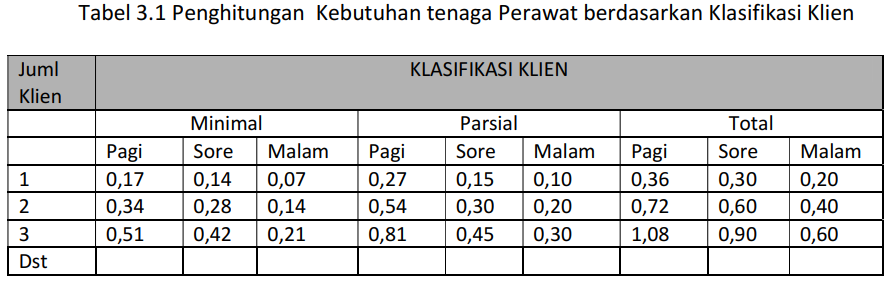 Tabel 3.1 Penghitungan  Kebutuhan tenaga Perawat berdasarkan Klasifikasi Klien
Juml Klien KLASIFIKASI KLIEN
Minimal Parsial Total
Pagi Sore Malam Pagi Sore Malam Pagi Sore Malam
1 0,17 0,14 0,07 0,27 0,15 0,10 0,36 0,30 0,20
2 0,34 0,28 0,14 0,54 0,30 0,20 0,72 0,60 0,40
3 0,51 0,42 0,21 0,81 0,45 0,30 1,08 0,90 0,60
Dst